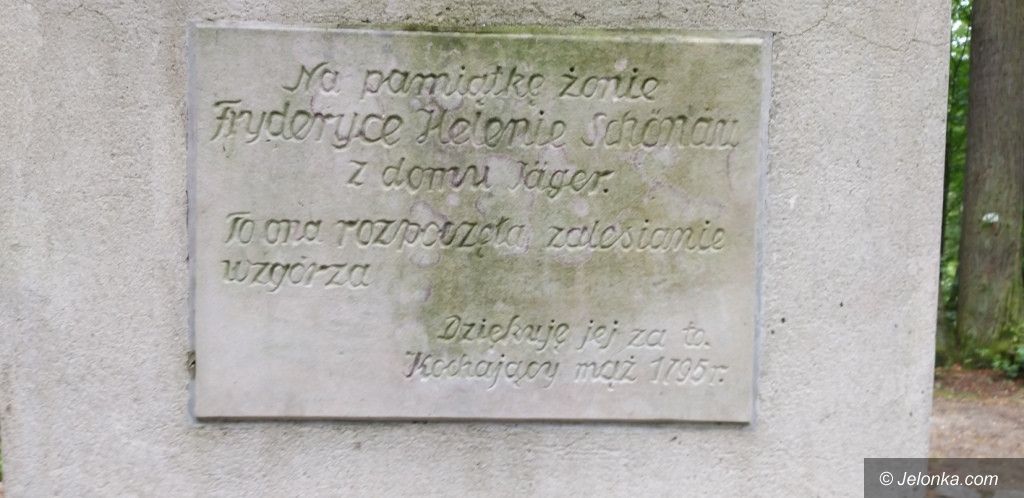 Na pamiątkę żonie
Fryderyce Helenie Schönau
z domu Jäger.
To ona rozpoczęła zalesianie
wzgórza
Dziękuję jej za to.
Kochający mąż 1795r.
© Jelonka.com